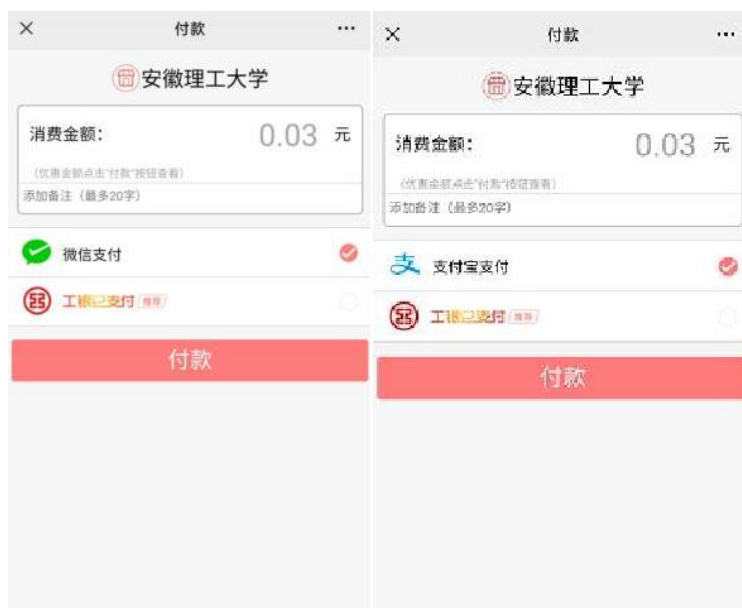 付款
安徽理工大学
消费金额： 0.03 元
（优惠金额点击"付款"按钮查看）
添加备注（最多20字）
微信支付
工银e支付 推荐
付款
付款
安徽理工大学
消费金额： 0.03 元
（优惠金额点击"付款"按钮查看）
添加备注（最多20字）
支付宝支付
工银e支付 推荐
付款